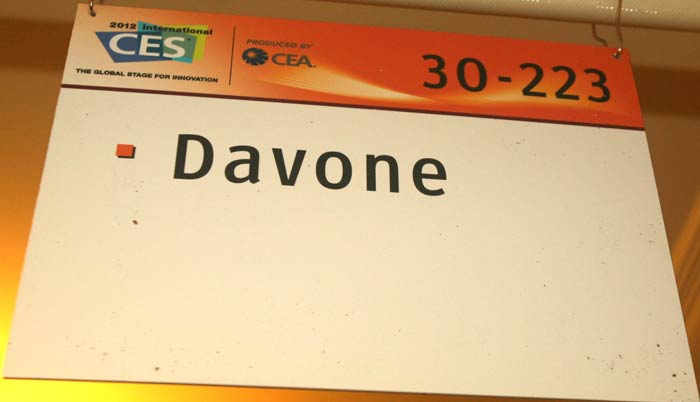 2012 International
CES
THE GLOBAL STAGE FOR INNOVATION
PRODUCED BY
CEA
30-223
Davone